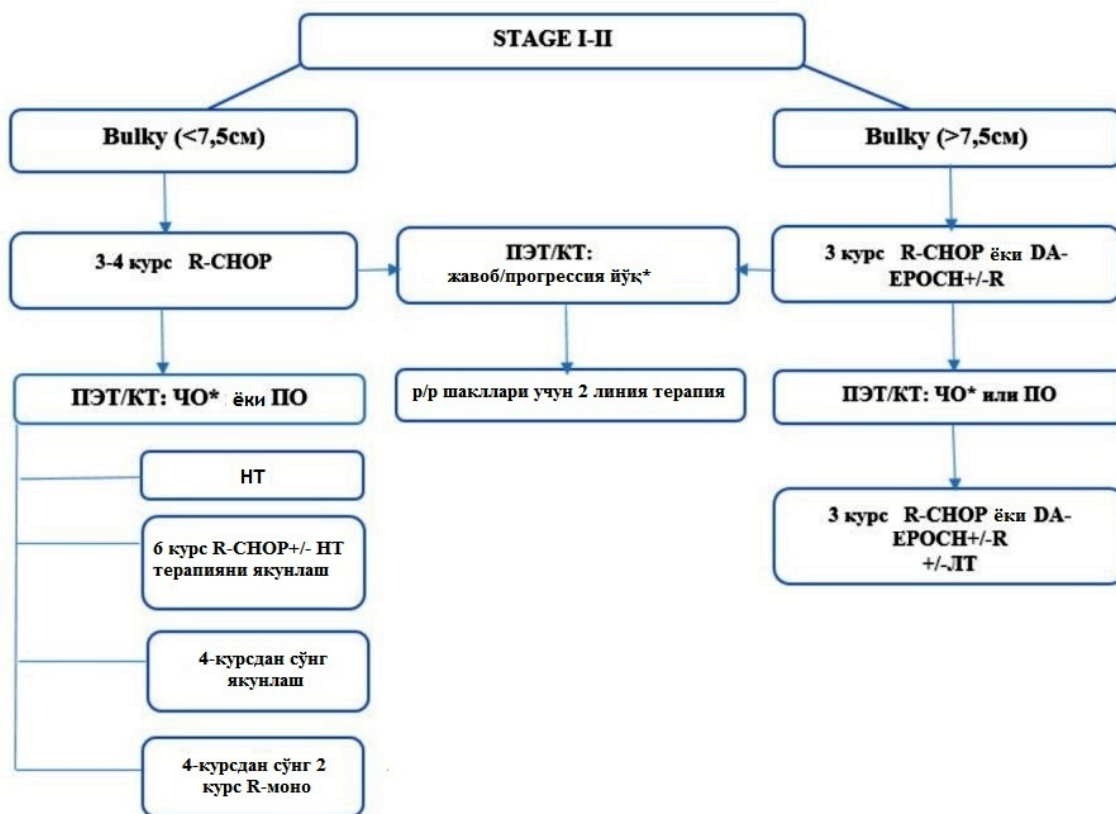 STAGE I-II
Bulky (<7,5см)
Bulky (>7,5см)
3-4 курс R-CHOP
ПЭТ/КТ:
жавоб/прогрессия йўқ*
3 курс R-CHOP ёки DA-
EPOCH+/-R
ПЭТ/КТ: ЧО* ёки ПО
р/р шакллари учун 2 линия терапия
ПЭТ/КТ: ЧО* или ПО
НТ
6 курс R-CHOP+/- НТ
терапияни якунлаш
4-курсдан сўнг
якунлаш
4-курсдан сўнг 2
курс R-моно
3 курс R-CHOP ёки DA-
EPOCH+/-R
+/-ЛТ